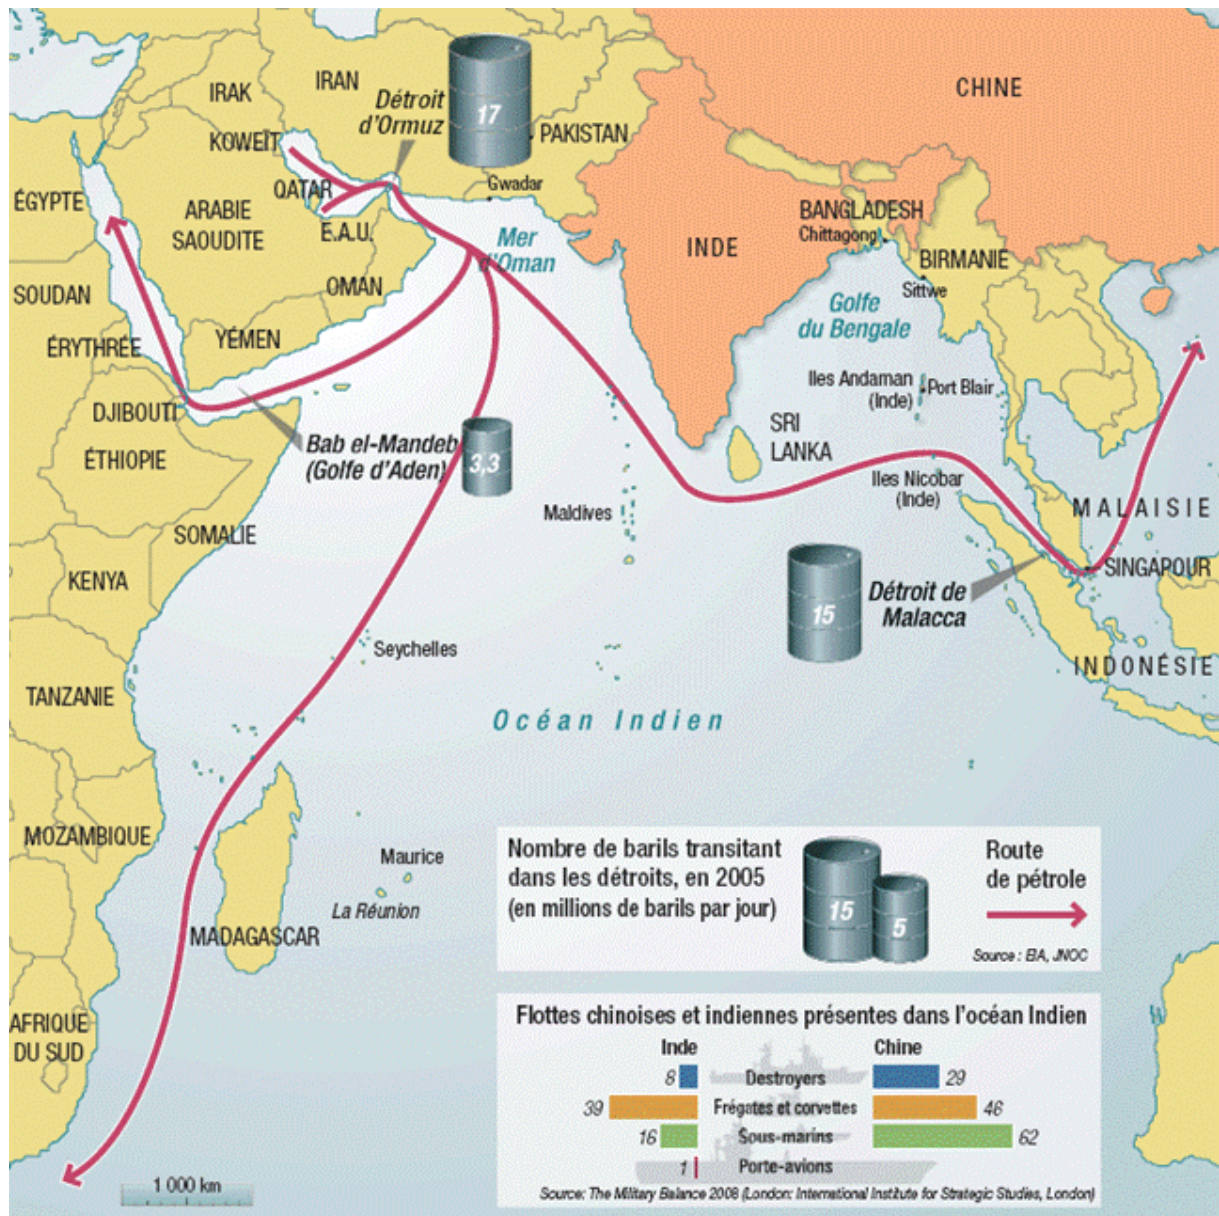 IRAN
IRAK
Détroit
d'Ormuz
17
CHINE
KOWEÏT
PAKISTAN
QATAR
Gwadar
ÉGYPTE
ARABIE
SAOUDITE
E.A.U.
Mer
d'Oman
INDE
BANGLADESH
Chittagong
BIRMANIE
Sittwe
SOUDAN
OMAN
Golfe
du Bengale
ÉRYTHRÉE
YÉMEN
Iles Andaman
(Inde)
Port Blair
DJIBOUTI
Bab el-Mandeb
(Golfe d'Aden)
3,3
SRI
LANKA
ÉTHIOPIE
Iles Nicobar
(Inde)
Maldives
MALAISIE
SOMALIE
KENYA
SINGAPOUR
Détroit de
Malacca
15
Seychelles
INDONÉSIE
TANZANIE
Océan Indien
MOZAMBIQUE
Maurice
La Réunion
MADAGASCAR
AFRIQUE
DU SUD
1 000 km
Nombre de barils transitant
dans les détroits, en 2005
(en millions de barils par jour)
15
5
Route
de pétrole
Source : EIA, JNOC
Flottes chinoises et indiennes présentes dans l'océan Indien
Inde Chine
8 Destroyers 29
39 Frégates et corvettes 46
16 Sous-marins 62
1 Porte-avions
Source: The Military Balance 2008 (London: International Institute for Strategic Studies, London)